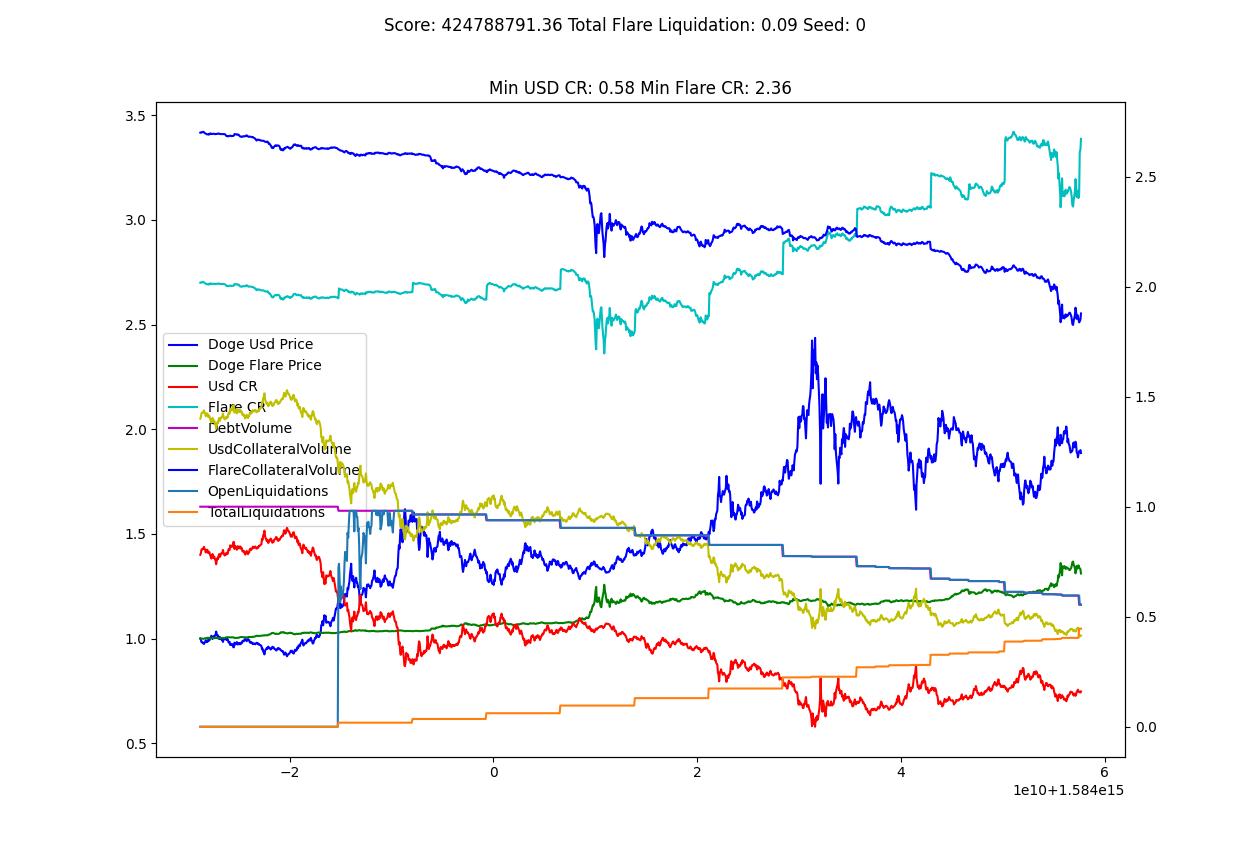 Score: 424788791.36 Total Flare Liquidation: 0.09 Seed: 0
Min USD CR: 0.58 Min Flare CR: 2.36
3.5
3.0
2.5
2.0
1.5
1.0
0.5
2.5
2.0
1.5
1.0
0.5
0.0
Doge Usd Price
Doge Flare Price
Usd CR
Flare CR
DebtVolume
UsdCollateralVolume
FlareCollateralVolume
OpenLiquidations
TotalLiquidations
−2 0 2 4 6
1e10+1.584e15